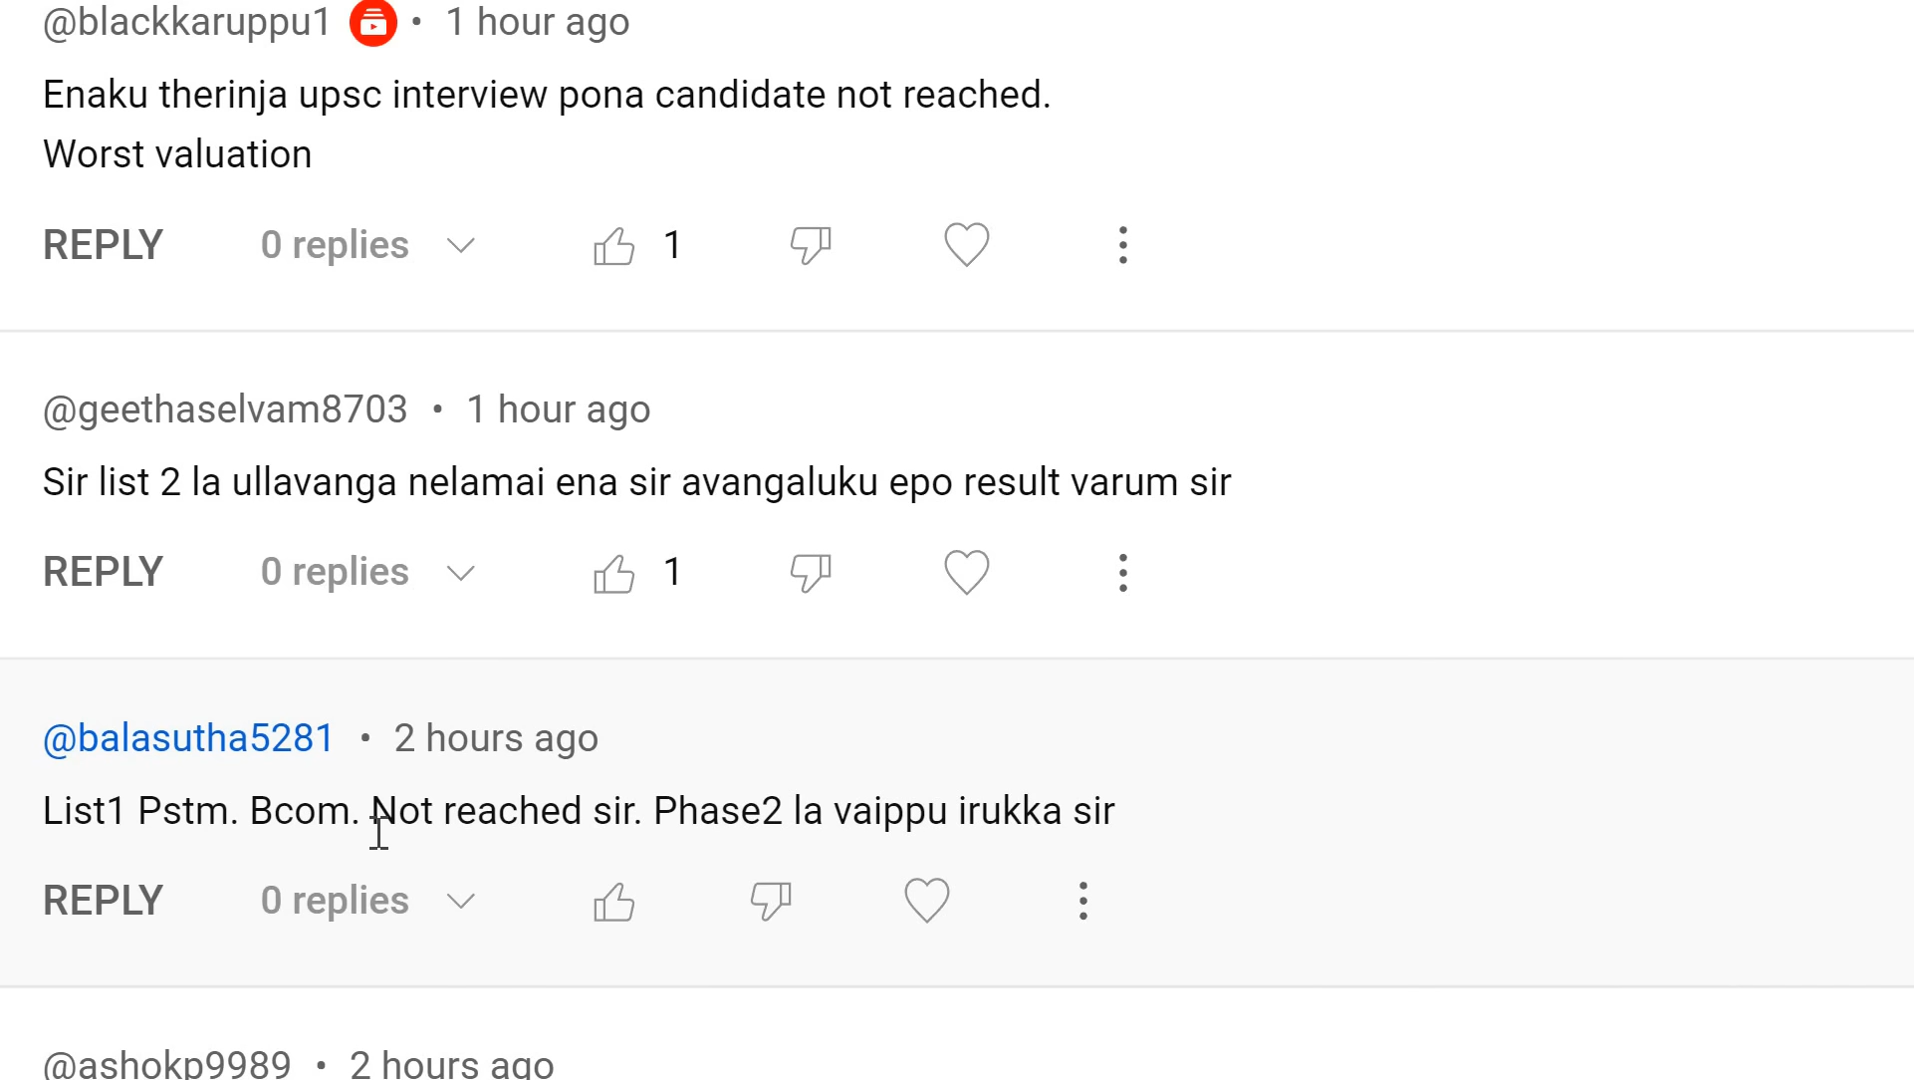 @blackkaruppu1 • 1 hour ago
Enaku therinja upsc interview pona candidate not reached.
Worst valuation
REPLY 0 replies 1
@geethaselvam8703 • 1 hour ago
Sir list 2 la ullavanga nelamai ena sir avangaluku epo result varum sir
REPLY 0 replies 1
@balasutha5281 • 2 hours ago
List1 Pstm. Bcom. Not reached sir. Phase2 la vaippu irukka sir
REPLY 0 replies
@ashokp9989 • 2 hours ago